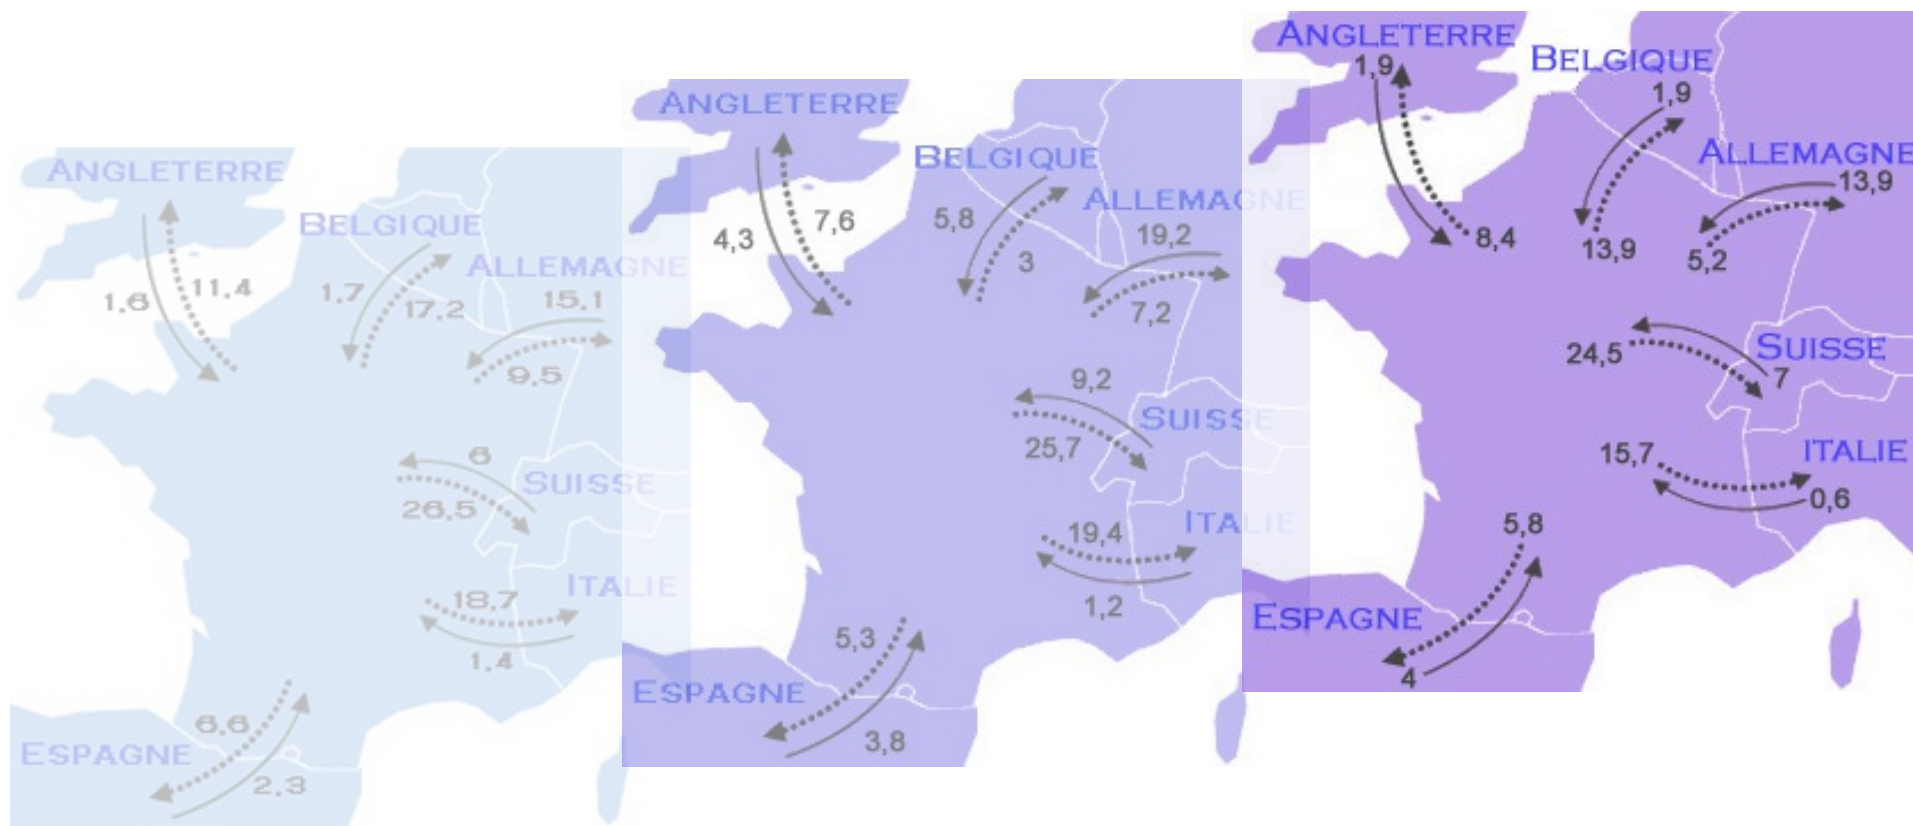 ANGLETERRE
BELGIQUE
ALLEMAGNE
1,6
11,4
1,7
17,2
15,1
9,5
6
SUISSE
26,5
ITALIE
18,7
1,4
6,6
ESPAGNE
2,3
ANGLETERRE
BELGIQUE
ALLEMAGNE
4,3
7,6
5,8
3
19,2
7,2
9,2
SUISSE
25,7
ITALIE
19,4
1,2
5,3
ESPAGNE
3,8
ANGLETERRE
1,9
BELGIQUE
1,9
ALLEMAGNE
13,9
8,4
13,9
5,2
SUISSE
24,5
7
ITALIE
15,7
0,6
5,8
ESPAGNE
4